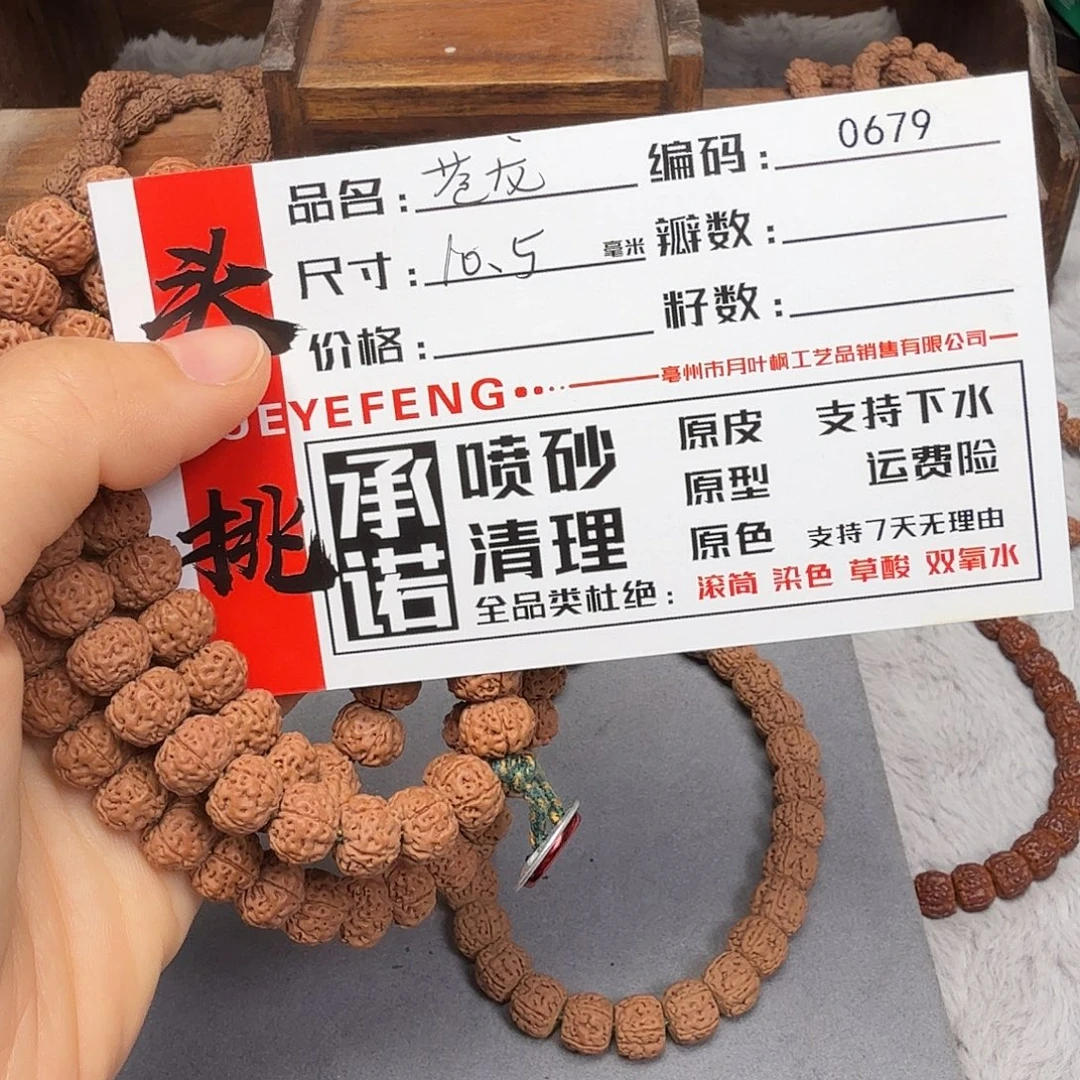 头挑
品名：苍龙
编码：0679
尺寸：10.5毫米
瓣数：
价格：
籽数：
EYEFENG
亳州市月叶枫工艺品销售有限公司
承诺
喷砂
清理
原皮
原型
原色
支持下水
运费险
支持7天无理由
全品类杜绝：滚筒 染色 草酸 双氧水